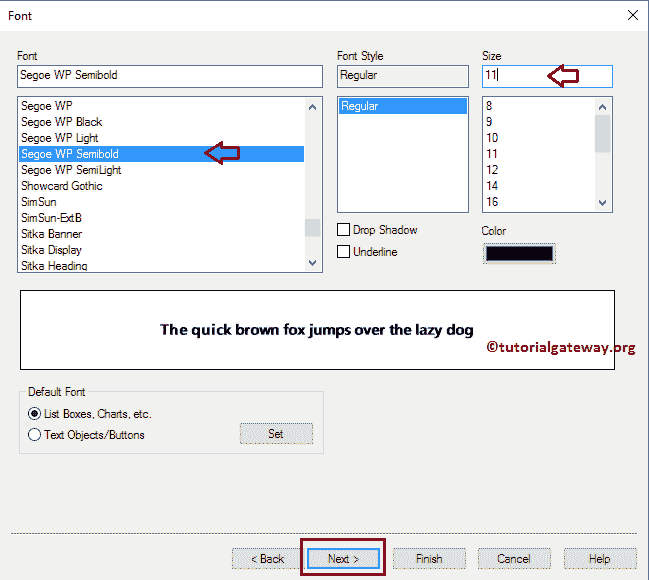 Font
Font
Font Style
Size
Segoe WP Semibold
Regular
11
Segoe WP
Segoe WP Black
Segoe WP Light
Segoe WP Semibold
Segoe WP SemiLight
Showcard Gothic
SimSun
SimSun-ExtB
Sitka Banner
Sitka Display
Sitka Heading
Regular
8
9
10
11
12
14
16
Drop Shadow
Underline
Color
The quick brown fox jumps over the lazy dog
©tutorialgateway.org
Default Font
List Boxes, Charts, etc.
Text Objects/Buttons
Set
< Back
Next >
Finish
Cancel
Help